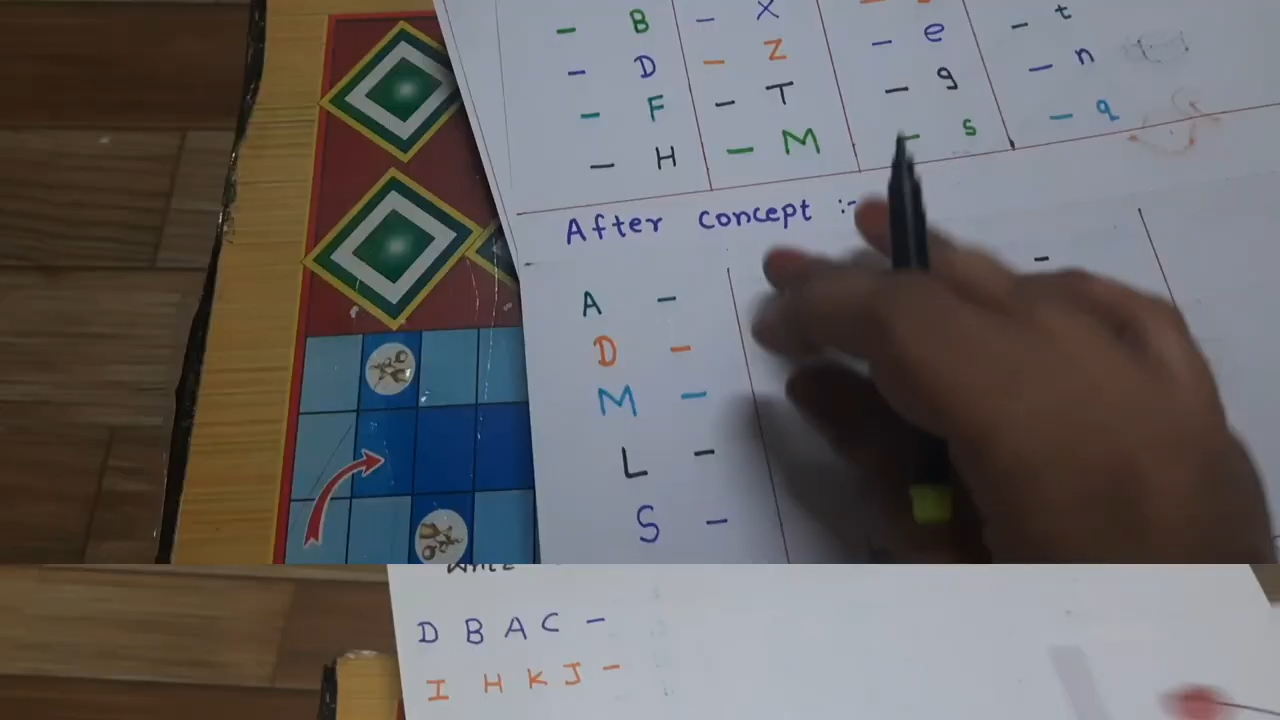 - B - X
- D - Z - e - t
- F - T - g - n
- H - M - s - q
After concept :-
A -
D -
M -
L -
S -
D B A C -
I H K J -